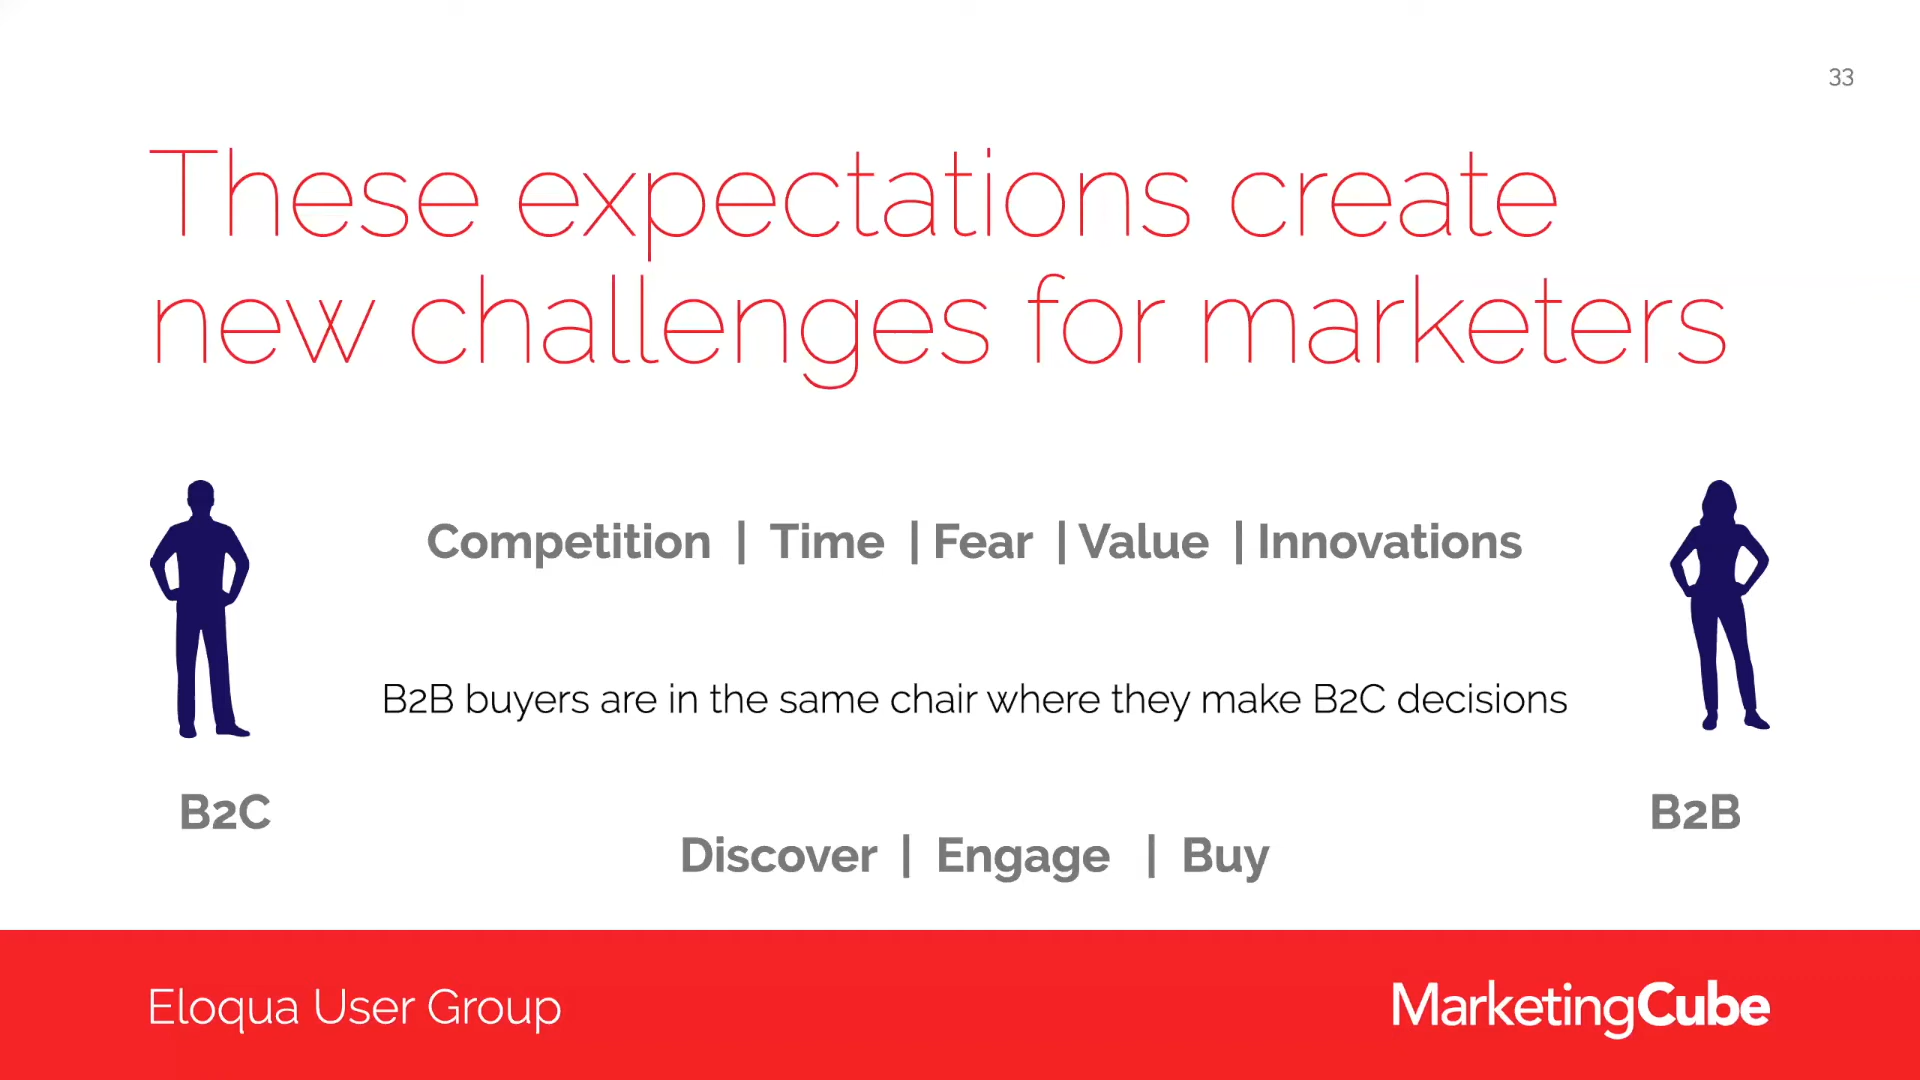 33
These expectations create
new challenges for marketers
Competition | Time | Fear | Value | Innovations
B2B buyers are in the same chair where they make B2C decisions
B2C
B2B
Discover | Engage | Buy
Eloqua User Group
MarketingCube